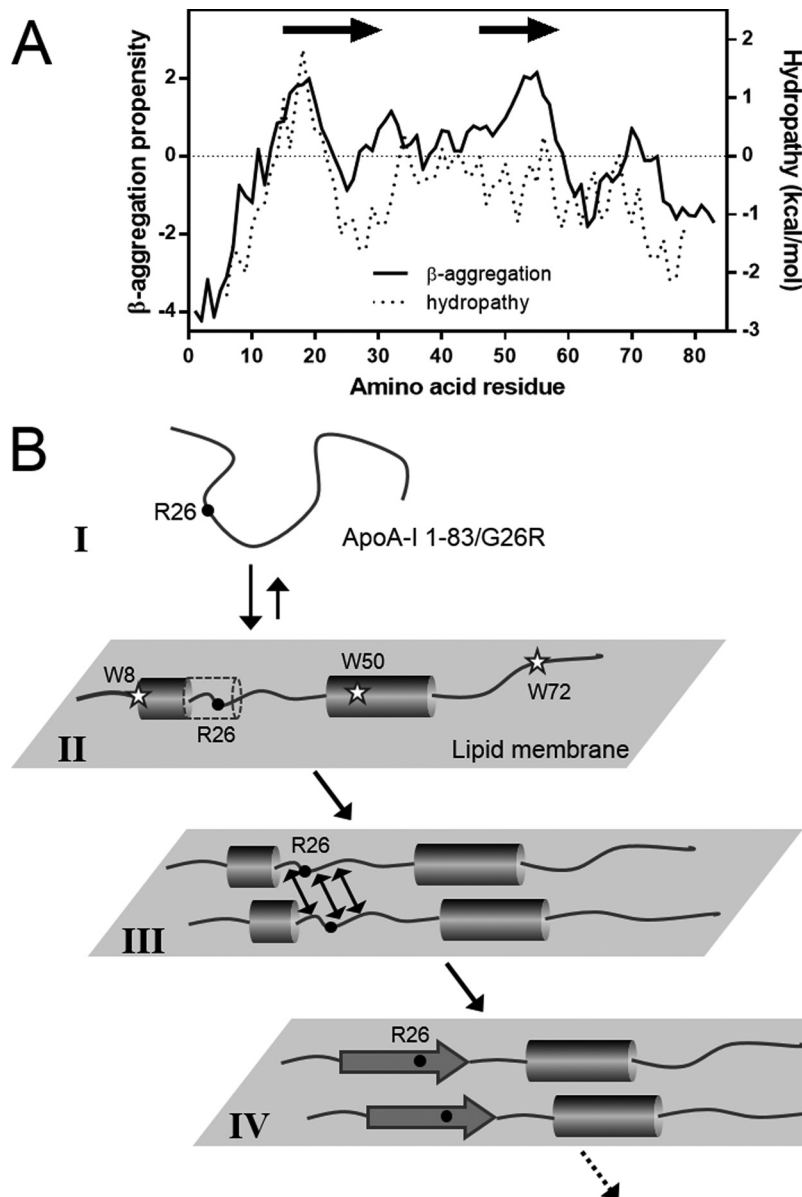 A
β-aggregation propensity
2
0
-2
-4
2
1
0
-1
-2
-3
Hydropathy (kcal/mol)
β-aggregation
hydropathy
0 10 20 30 40 50 60 70 80
Amino acid residue
B
R26
I
ApoA-I 1-83/G26R
W8
W50
W72
R26
II
Lipid membrane
R26
III
R26
IV